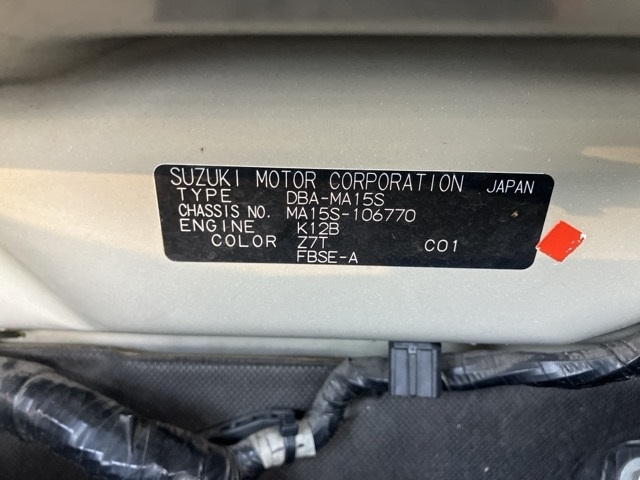 SUZUKI MOTOR CORPORATION JAPAN
TYPE DBA-MA15S
CHASSIS NO. MA15S-106770
ENGINE K12B
COLOR Z7T C01
FBSE-A